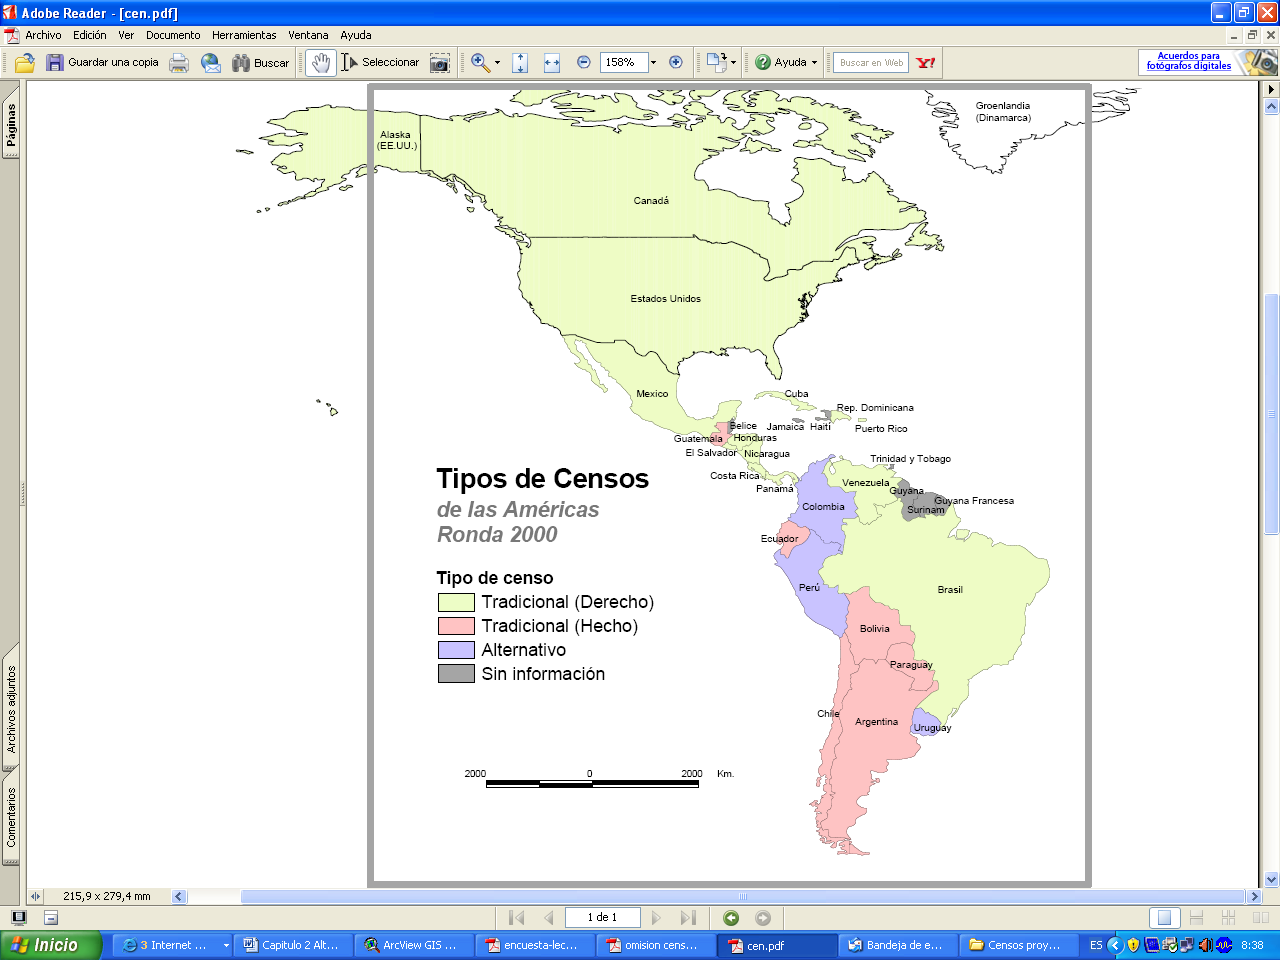 Adobe Reader - [cen.pdf]
Archivo Edición Ver Documento Herramientas Ventana Ayuda
Guardar una copia Buscar Seleccionar 158% Ayuda Buscar en Web Y!
Acuerdos para
fotógrafos digitales
Páginas
Archivos adjuntos
Comentarios
Groenlandia
(Dinamarca)
Alaska
(EE.UU.)
Canadá
Estados Unidos
Mexico
Cuba
Rep. Dominicana
Belice
Jamaica
Haití
Puerto Rico
Guatemala
Honduras
El Salvador
Nicaragua
Trinidad y Tobago
Costa Rica
Panamá
Venezuela
Guyana
Guyana Francesa
Surinam
Colombia
Ecuador
Perú
Brasil
Bolivia
Paraguay
Chile
Argentina
Uruguay
Tipos de Censos
de las Américas
Ronda 2000
Tipo de censo
Tradicional (Derecho)
Tradicional (Hecho)
Alternativo
Sin información
2000 0 2000 Km.
215,9 x 279,4 mm
1 de 1
Inicio
3 Internet ...
Capitulo 2 Alt...
ArcView GIS ...
encuesta-lec...
omision cens...
cen.pdf
Bandeja de e...
Censos proy...
ES
8:38